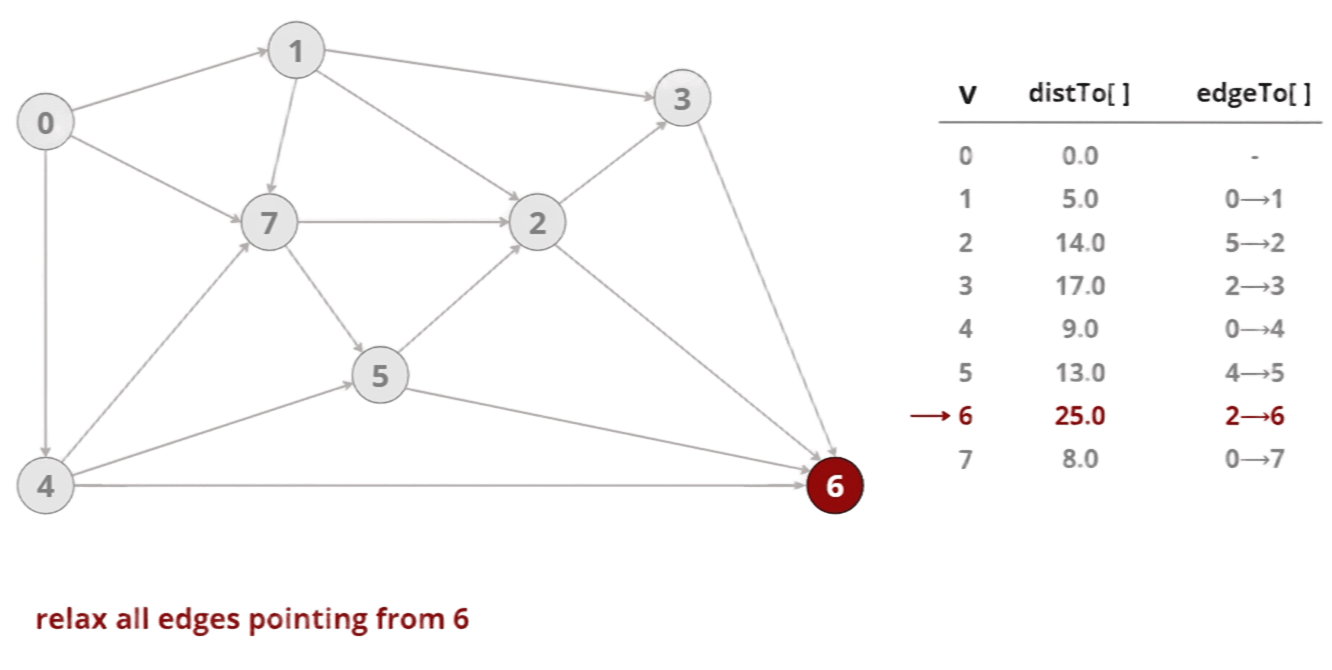 1
3
0
7
2
5
4
6
v distTo[ ] edgeTo[ ]
0 0.0 -
1 5.0 0→1
2 14.0 5→2
3 17.0 2→3
4 9.0 0→4
5 13.0 4→5
→ 6 25.0 2→6
7 8.0 0→7
relax all edges pointing from 6